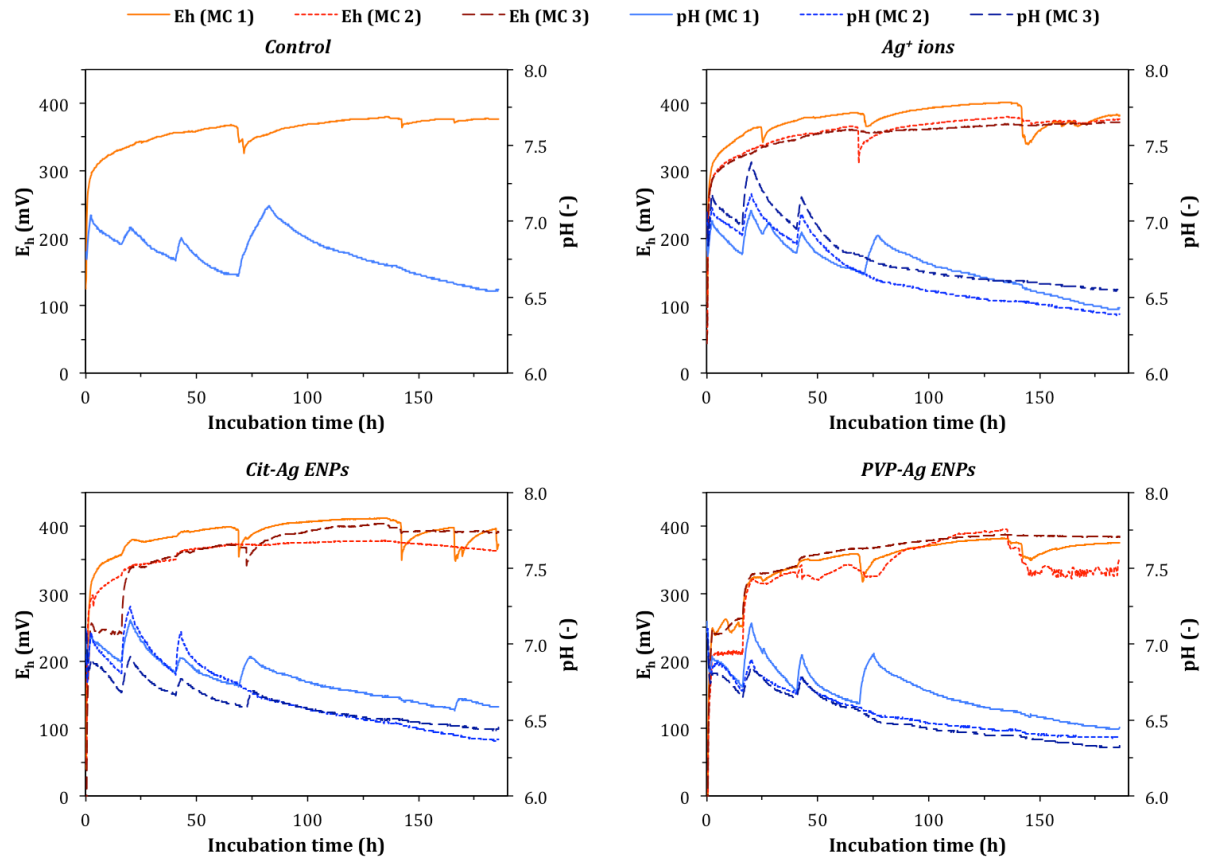 Eh (MC 1) Eh (MC 2) Eh (MC 3) pH (MC 1) pH (MC 2) pH (MC 3)
Control
400
300
200
100
0
E_h (mV)
8.0
7.5
7.0
6.5
6.0
pH (-)
0 50 100 150
Incubation time (h)
Ag⁺ ions
400
300
200
100
0
E_h (mV)
8.0
7.5
7.0
6.5
6.0
pH (-)
0 50 100 150
Incubation time (h)
Cit-Ag ENPs
400
300
200
100
0
E_h (mV)
8.0
7.5
7.0
6.5
6.0
pH (-)
0 50 100 150
Incubation time (h)
PVP-Ag ENPs
400
300
200
100
0
E_h (mV)
8.0
7.5
7.0
6.5
6.0
pH (-)
0 50 100 150
Incubation time (h)